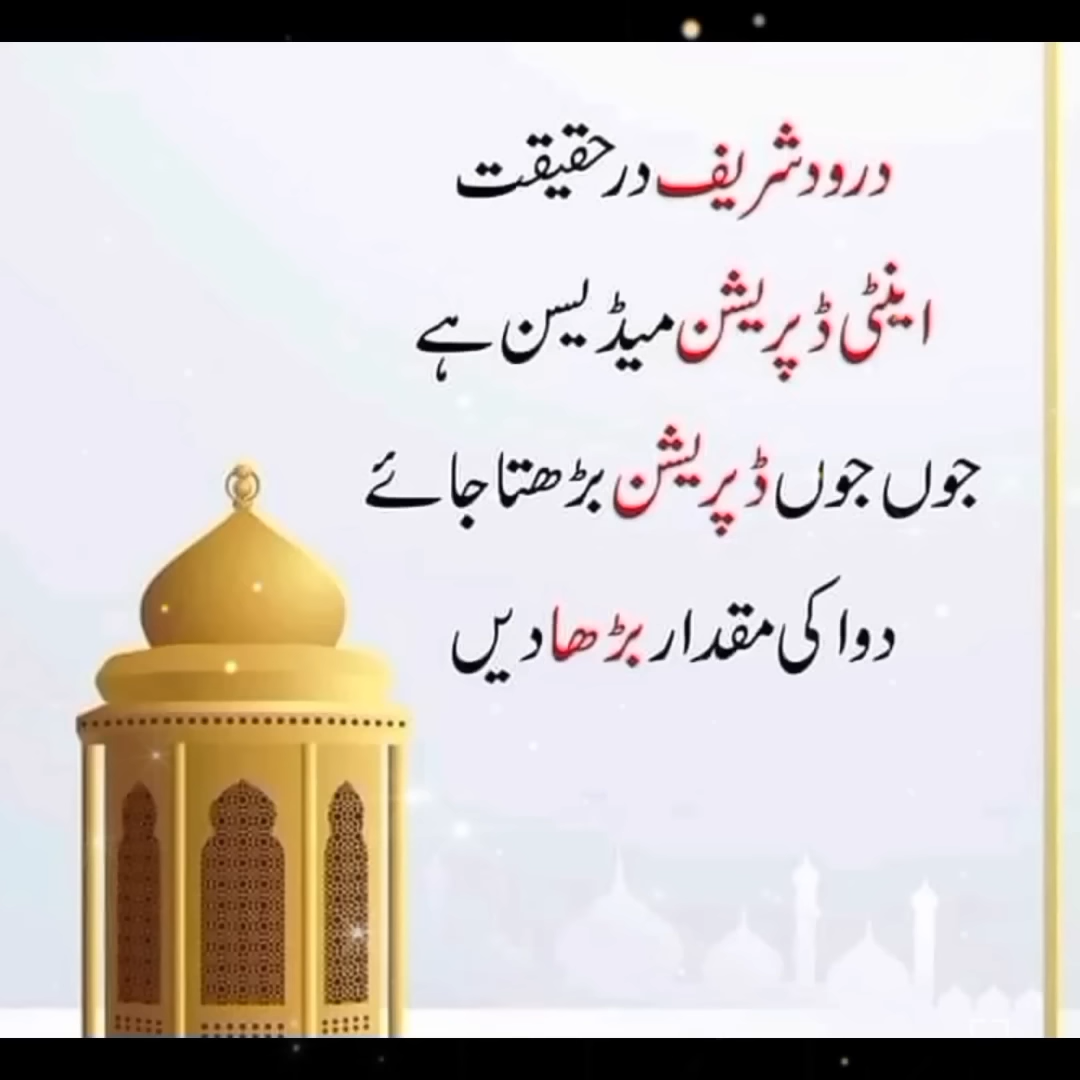 درود شریف درحقیقت
اینٹی ڈپریشن میڈیسن ہے
جوں جوں ڈپریشن بڑھتا جائے
دوا کی مقدار بڑھا دیں